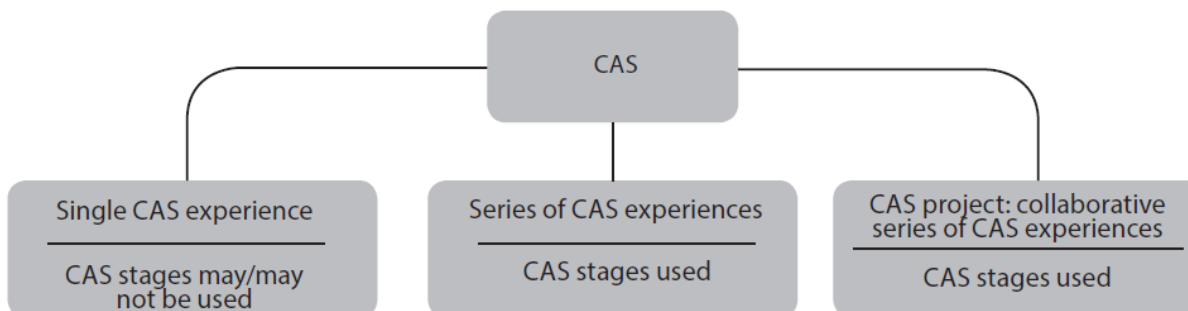 CAS
Single CAS experience
CAS stages may/may
not be used
Series of CAS experiences
CAS stages used
CAS project: collaborative
series of CAS experiences
CAS stages used